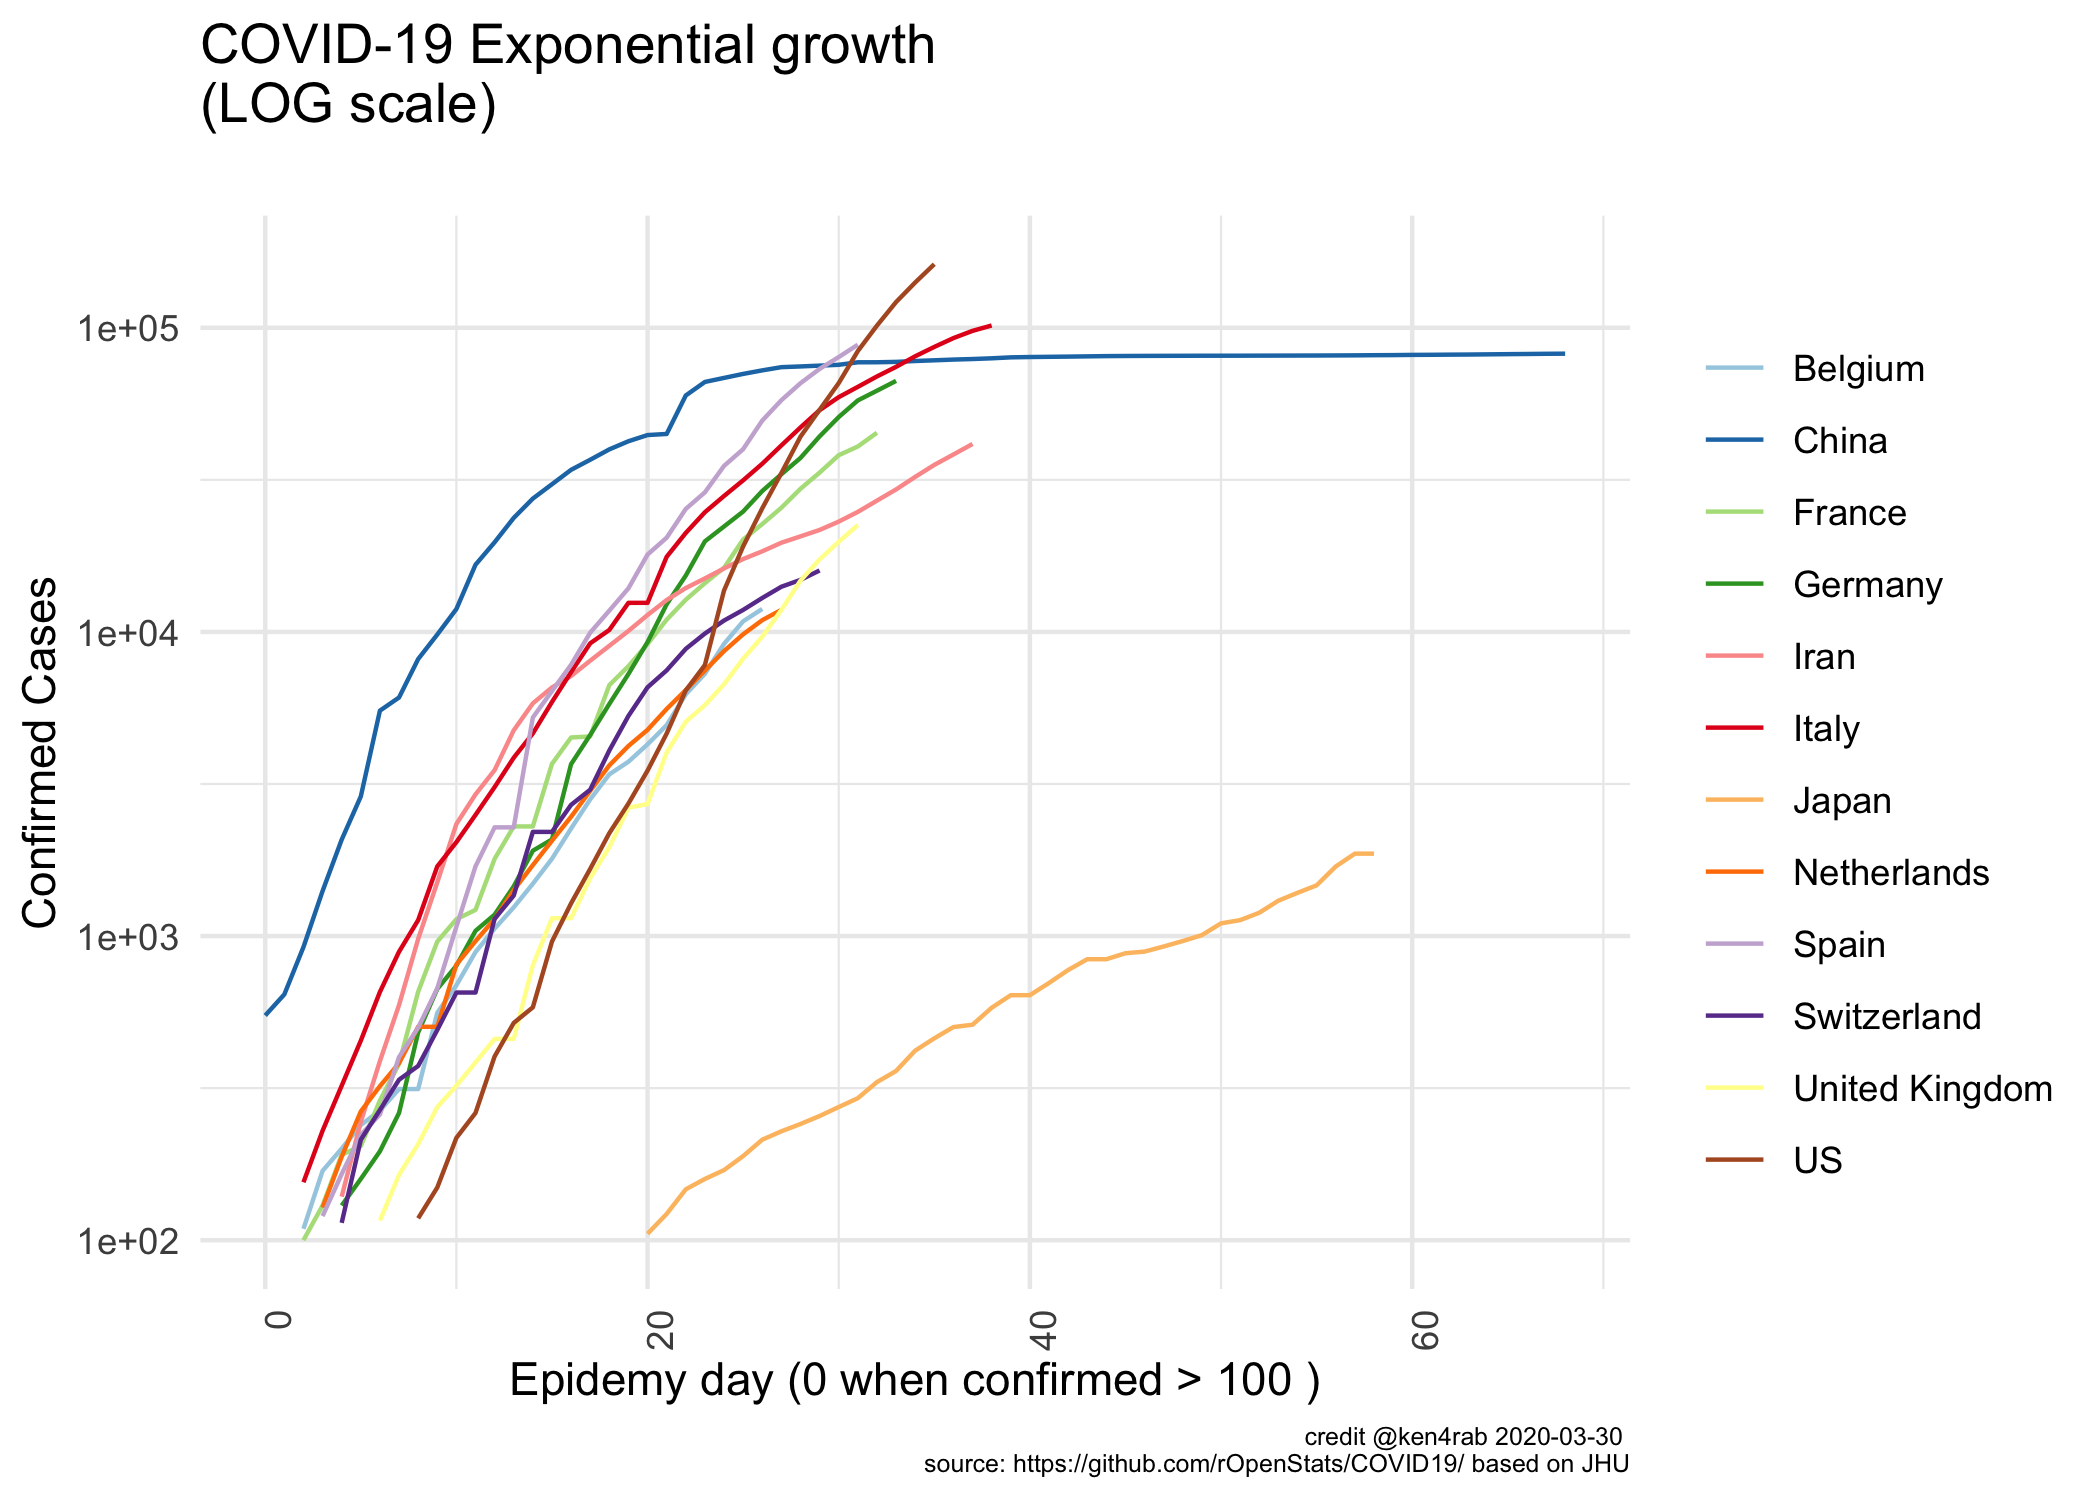 COVID-19 Exponential growth
(LOG scale)
1e+05
1e+04
1e+03
1e+02
Confirmed Cases
0
20
40
60
Epidemy day (0 when confirmed > 100 )
Belgium
China
France
Germany
Iran
Italy
Japan
Netherlands
Spain
Switzerland
United Kingdom
US
credit @ken4rab 2020-03-30
source: https://github.com/rOpenStats/COVID19/ based on JHU